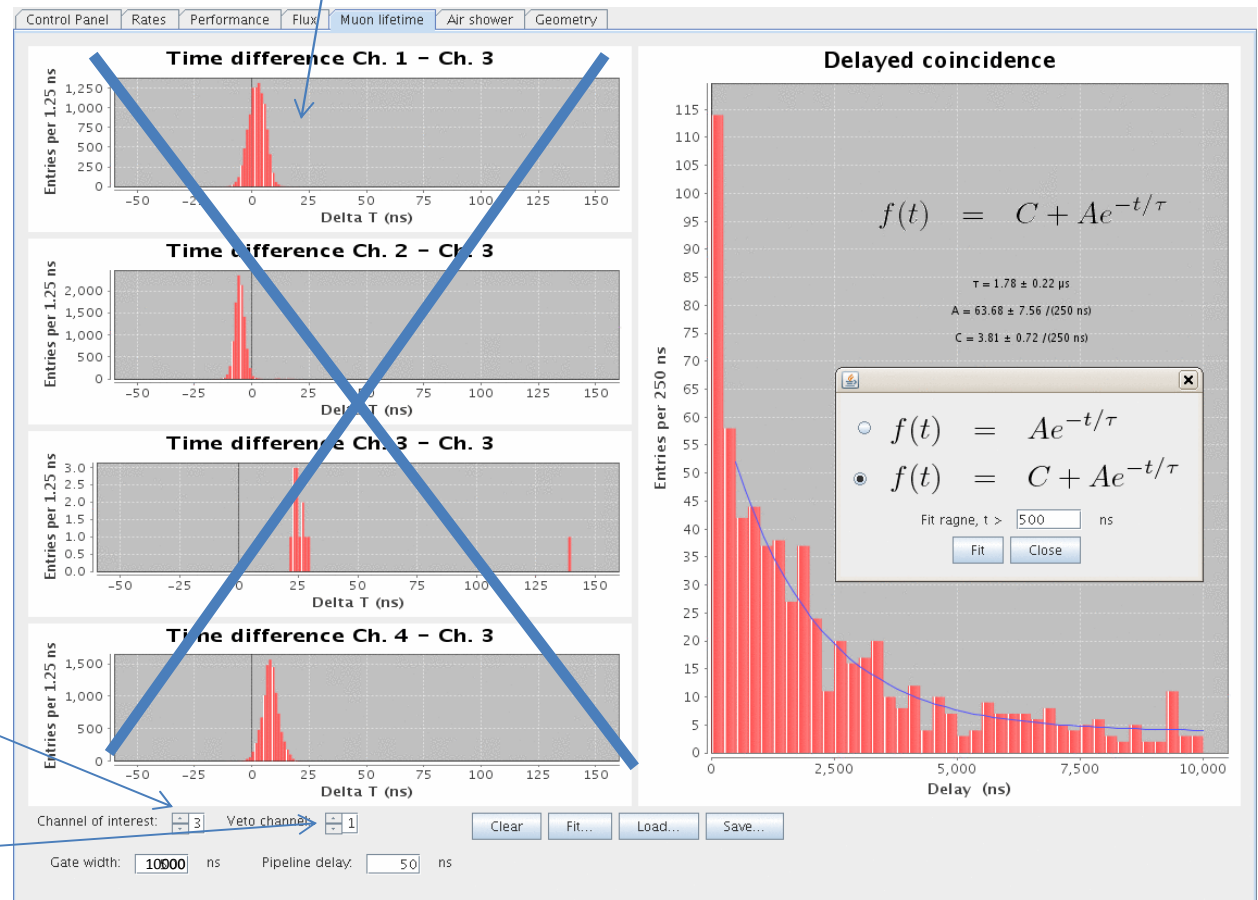 Control Panel Rates Performance Flux Muon lifetime Air shower Geometry
Time difference Ch. 1 – Ch. 3
Entries per 1.25 ns
1,250
1,000
750
500
250
0
-50 -25 0 25 50 75 100 125 150
Delta T (ns)
Time difference Ch. 2 – Ch. 3
Entries per 1.25 ns
2,000
1,500
1,000
500
0
-50 -25 0 25 50 75 100 125 150
Delta T (ns)
Time difference Ch. 3 – Ch. 3
Entries per 1.25 ns
3.0
2.5
2.0
1.5
1.0
0.5
0.0
-50 -25 0 25 50 75 100 125 150
Delta T (ns)
Time difference Ch. 4 – Ch. 3
Entries per 1.25 ns
1,500
1,000
500
0
-50 -25 0 25 50 75 100 125 150
Delta T (ns)
Delayed coincidence
Entries per 250 ns
115
110
105
100
95
90
85
80
75
70
65
60
55
50
45
40
35
30
25
20
15
10
5
0
0 2,500 5,000 7,500 10,000
Delay (ns)
f(t) = C + Ae^{-t/τ}
τ = 1.78 ± 0.22 µs
A = 63.68 ± 7.56 /(250 ns)
C = 3.81 ± 0.72 /(250 ns)
f(t) = Ae^{-t/τ}
f(t) = C + Ae^{-t/τ}
Fit ragne, t > 500 ns
Fit Close
Channel of interest: 3 Veto channel: 1
Clear Fit... Load... Save...
Gate width: 10000 ns Pipeline delay: 50 ns